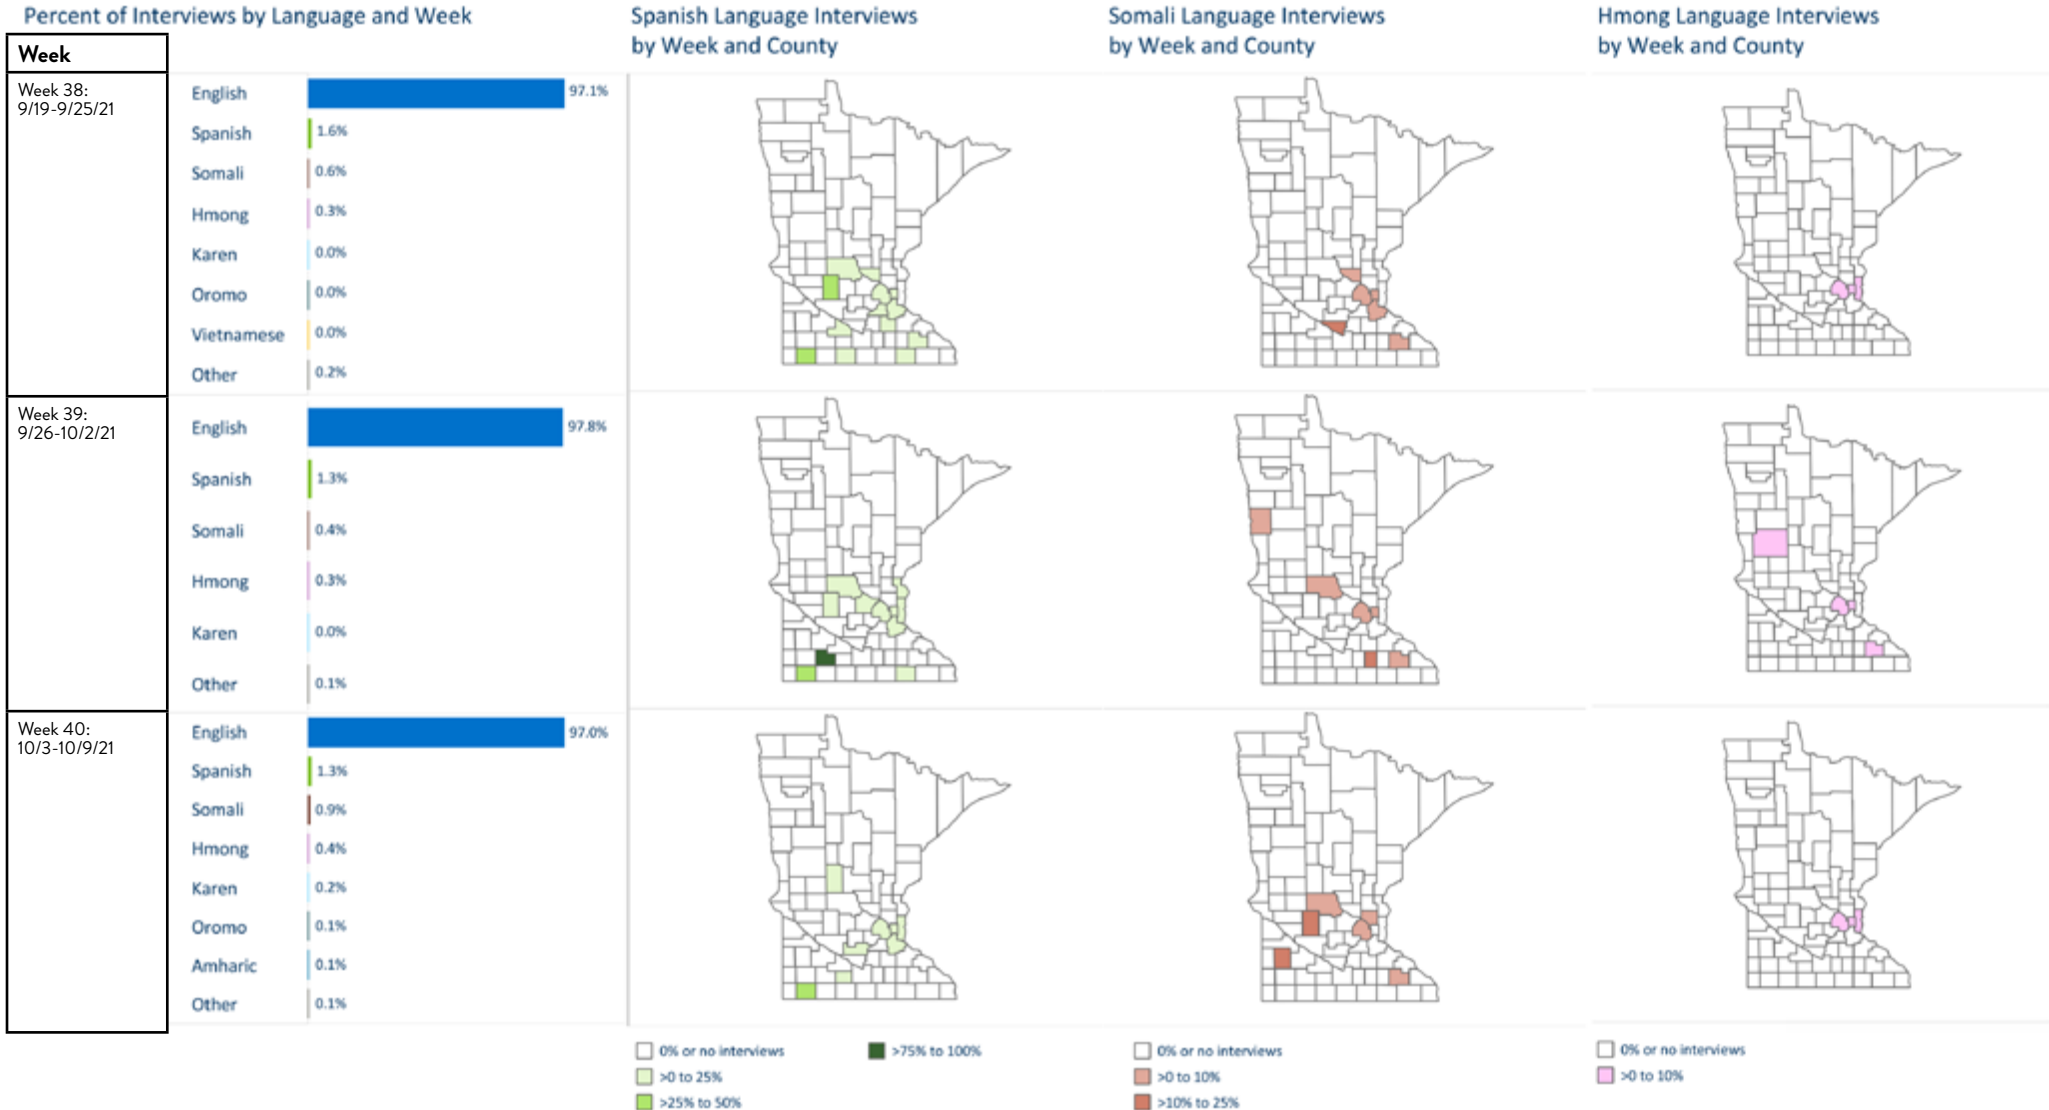 Percent of Interviews by Language and Week
Spanish Language Interviews
by Week and County
Somali Language Interviews
by Week and County
Hmong Language Interviews
by Week and County
Week
Week 38:
9/19-9/25/21
English 97.1%
Spanish 1.6%
Somali 0.6%
Hmong 0.3%
Karen 0.0%
Oromo 0.0%
Vietnamese 0.0%
Other 0.2%
Week 39:
9/26-10/2/21
English 97.8%
Spanish 1.3%
Somali 0.4%
Hmong 0.3%
Karen 0.0%
Other 0.1%
Week 40:
10/3-10/9/21
English 97.0%
Spanish 1.3%
Somali 0.9%
Hmong 0.4%
Karen 0.2%
Oromo 0.1%
Amharic 0.1%
Other 0.1%
0% or no interviews
>0 to 25%
>25% to 50%
>75% to 100%
0% or no interviews
>0 to 10%
>10% to 25%
0% or no interviews
>0 to 10%